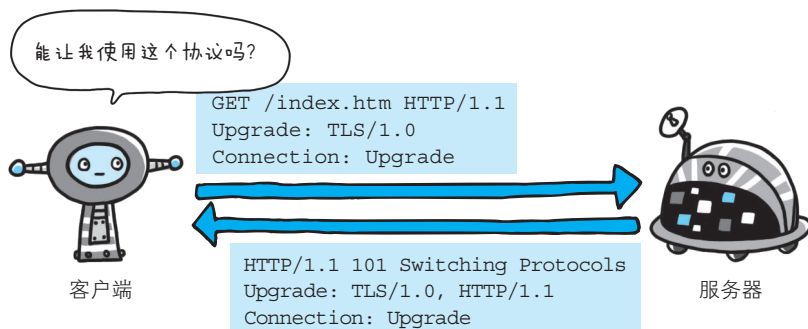 能让我使用这个协议吗?
GET /index.htm HTTP/1.1
Upgrade: TLS/1.0
Connection: Upgrade
HTTP/1.1 101 Switching Protocols
Upgrade: TLS/1.0, HTTP/1.1
Connection: Upgrade
客户端
服务器